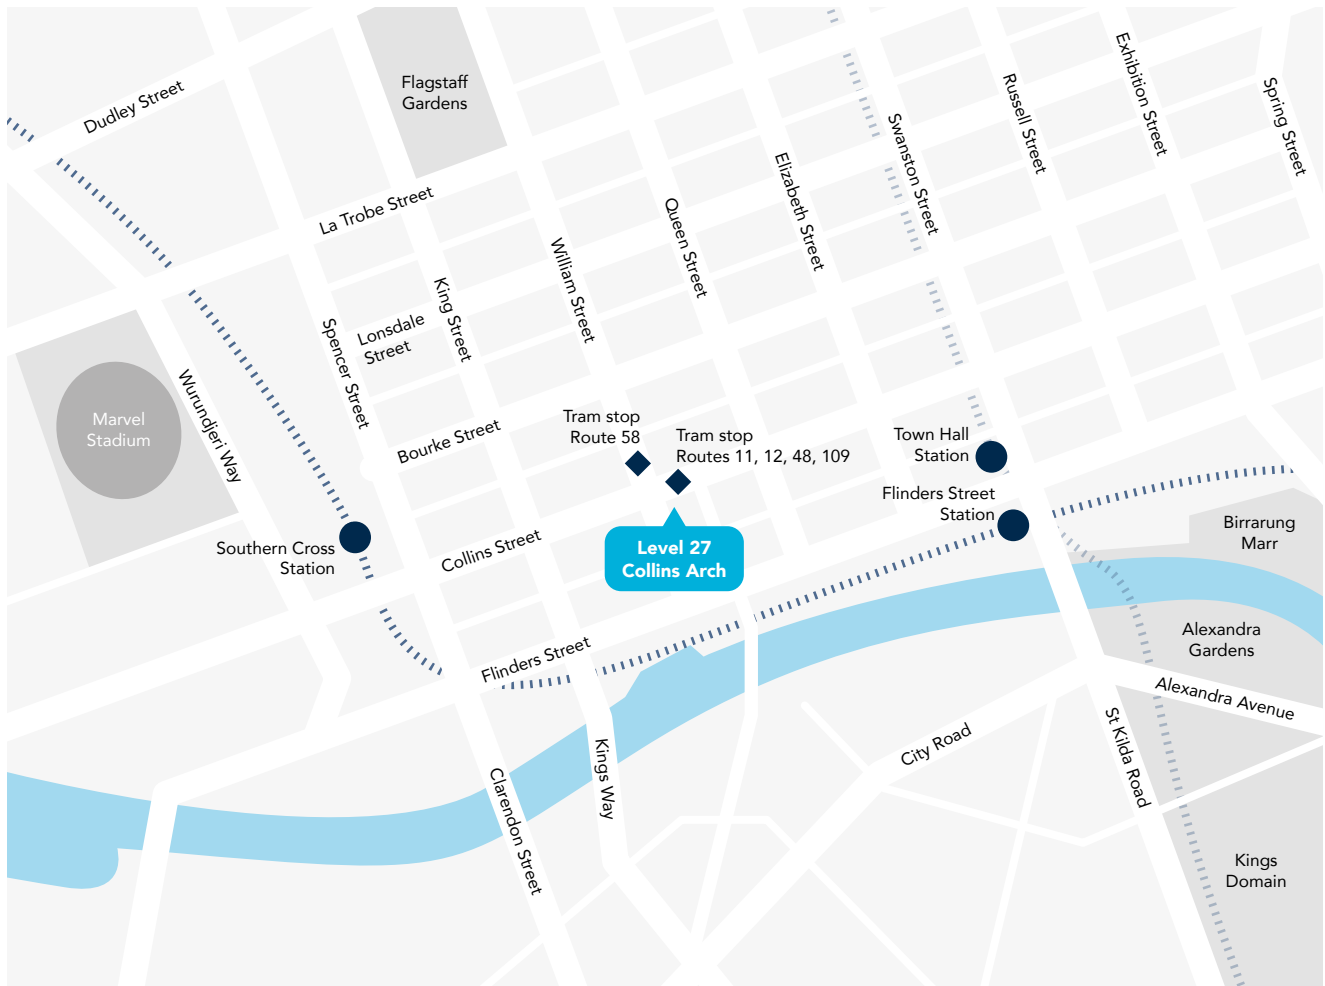 Dudley Street
Flagstaff
Gardens
Exhibition Street
Russell Street
Spring Street
Swanston Street
Elizabeth Street
La Trobe Street
Queen Street
William Street
King Street
Lonsdale
Street
Spencer Street
Wurundjeri Way
Marvel
Stadium
Bourke Street
Tram stop
Route 58
Tram stop
Routes 11, 12, 48, 109
Town Hall
Station
Flinders Street
Station
Birrarung
Marr
Southern Cross
Station
Collins Street
Level 27
Collins Arch
Flinders Street
Alexandra
Gardens
Alexandra Avenue
City Road
St Kilda Road
Kings Way
Clarendon Street
Kings
Domain